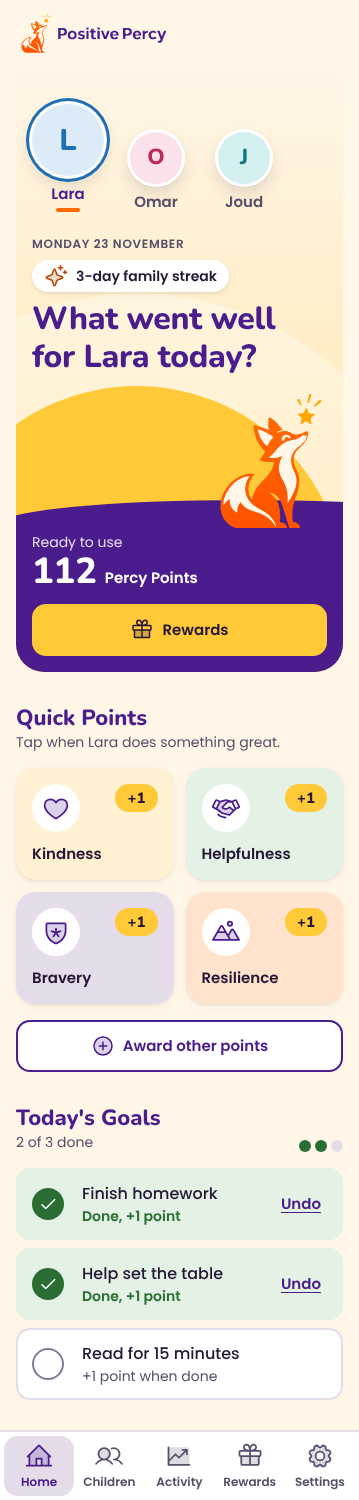 Positive Percy
L
O
J
Lara
Omar
Joud
MONDAY 23 NOVEMBER
3-day family streak
What went well
for Lara today?
Ready to use
112 Percy Points
Rewards
Quick Points
Tap when Lara does something great.
+1
Kindness
+1
Helpfulness
+1
Bravery
+1
Resilience
Award other points
Today's Goals
2 of 3 done
Finish homework
Done, +1 point
Undo
Help set the table
Done, +1 point
Undo
Read for 15 minutes
+1 point when done
Home
Children
Activity
Rewards
Settings